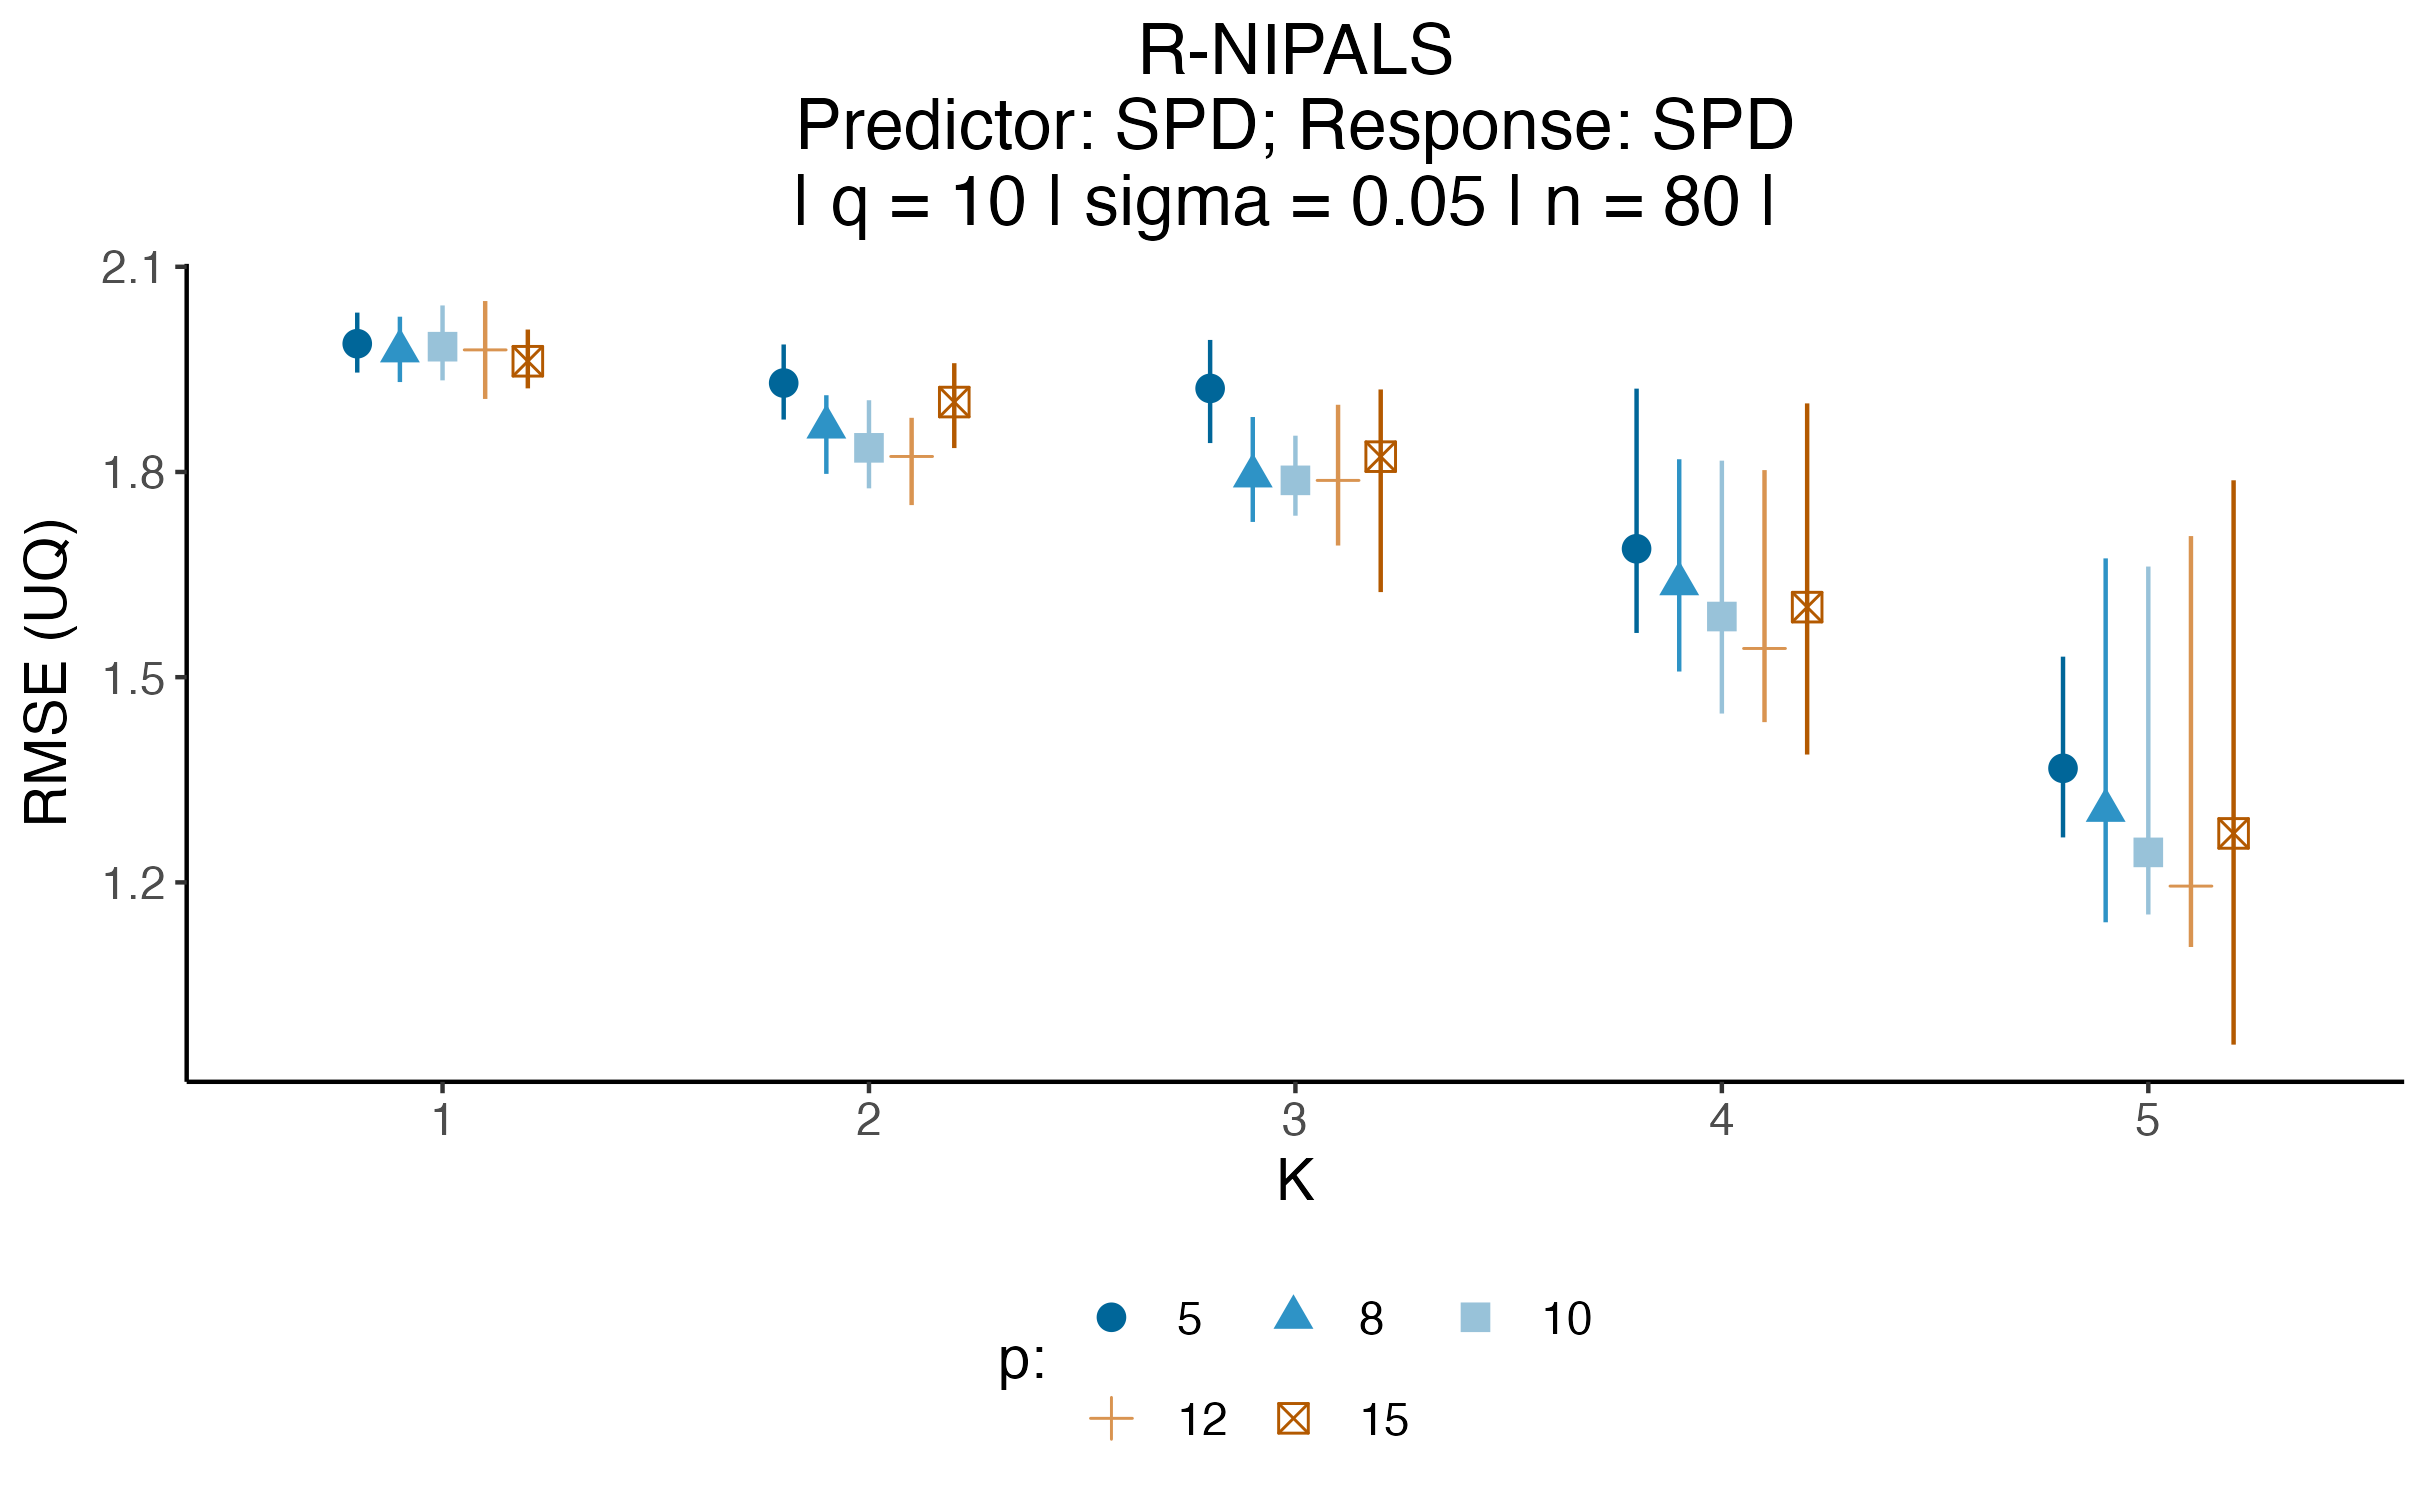 R-NIPALS
Predictor: SPD; Response: SPD
| q = 10 | sigma = 0.05 | n = 80 |
RMSE (UQ)
2.1
1.8
1.5
1.2
1 2 3 4 5
K
p:
5 8 10
12 15